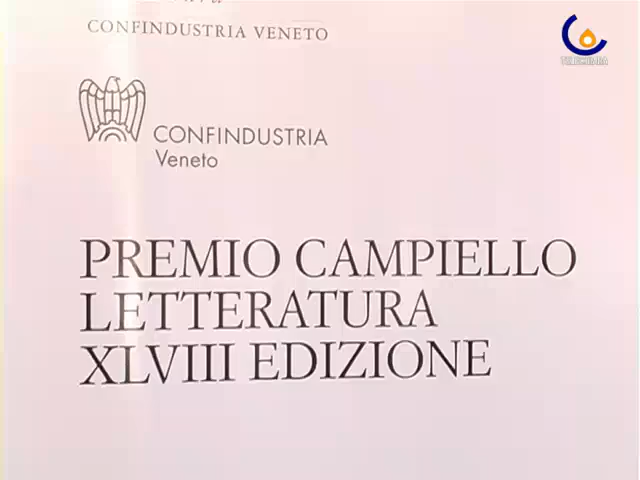 CONFINDUSTRIA VENETO
CONFINDUSTRIA
Veneto
PREMIO CAMPIELLO
LETTERATURA
XLVIII EDIZIONE